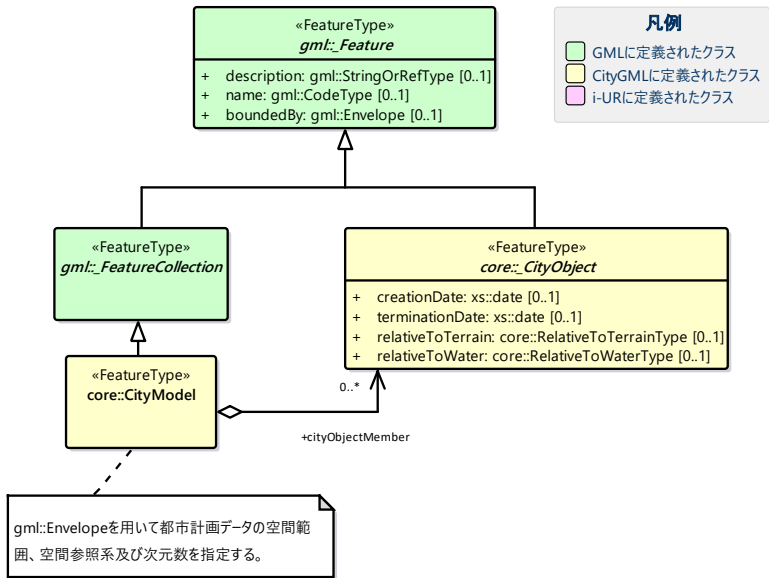 «FeatureType»
gml::_Feature
+ description: gml::StringOrRefType [0..1]
+ name: gml::CodeType [0..1]
+ boundedBy: gml::Envelope [0..1]
凡例
GMLに定義されたクラス
CityGMLに定義されたクラス
i-URに定義されたクラス
«FeatureType»
gml::_FeatureCollection
«FeatureType»
core::_CityObject
+ creationDate: xs::date [0..1]
+ terminationDate: xs::date [0..1]
+ relativeToTerrain: core::RelativeToTerrainType [0..1]
+ relativeToWater: core::RelativeToWaterType [0..1]
«FeatureType»
core::CityModel
0..*
+cityObjectMember
gml::Envelopeを用いて都市計画データの空間範
囲、空間参照系及び次元数を指定する。